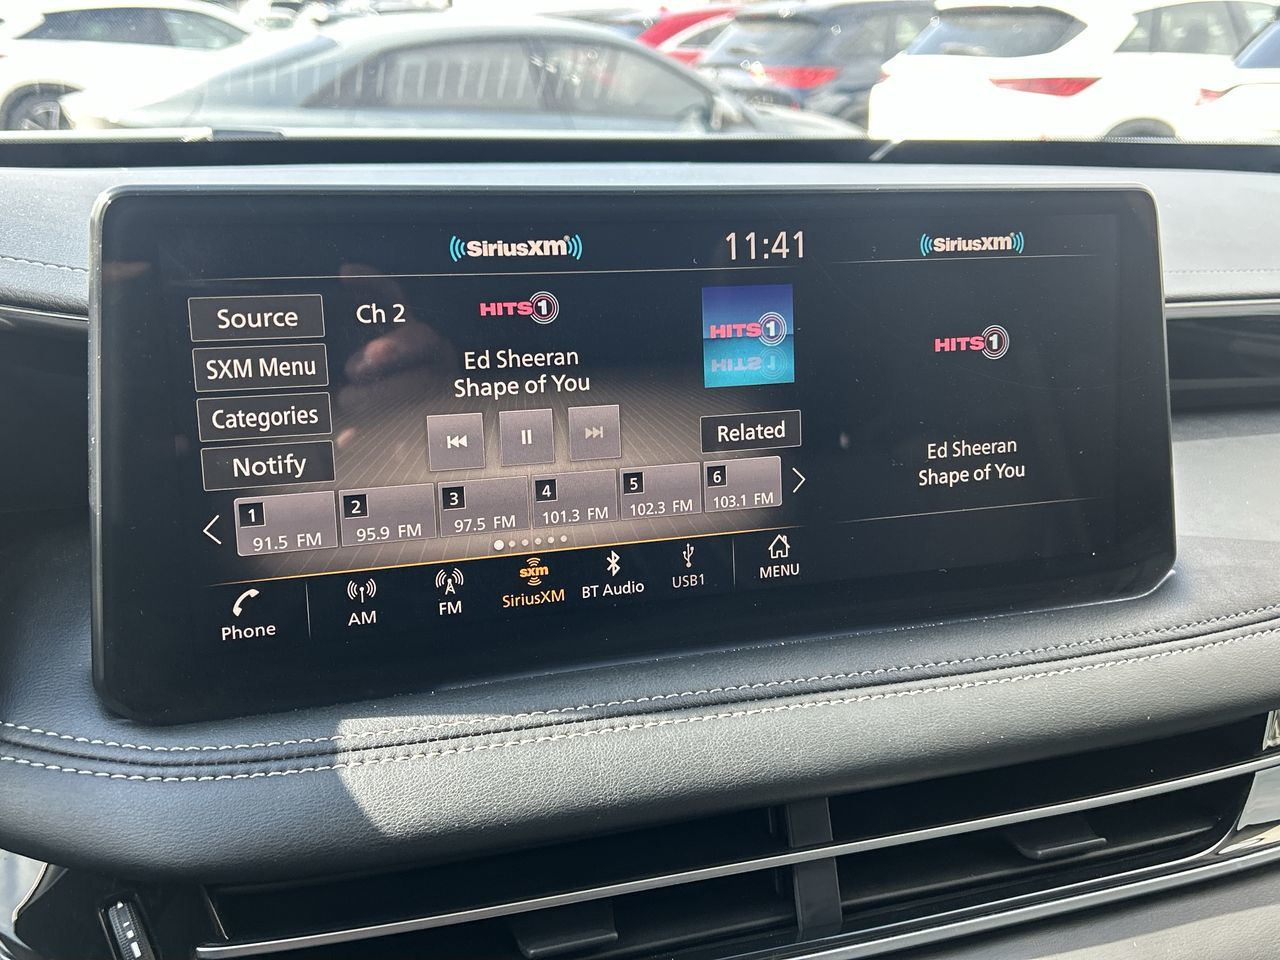 SiriusXM
11:41
SiriusXM
Source
Ch 2
HITS 1
HITS 1
HITS 1
SXM Menu
Ed Sheeran
Shape of You
Categories
Related
Notify
Ed Sheeran
Shape of You
1
91.5 FM
2
95.9 FM
3
97.5 FM
4
101.3 FM
5
102.3 FM
6
103.1 FM
Phone
AM
FM
sxm
SiriusXM
BT Audio
USB1
MENU